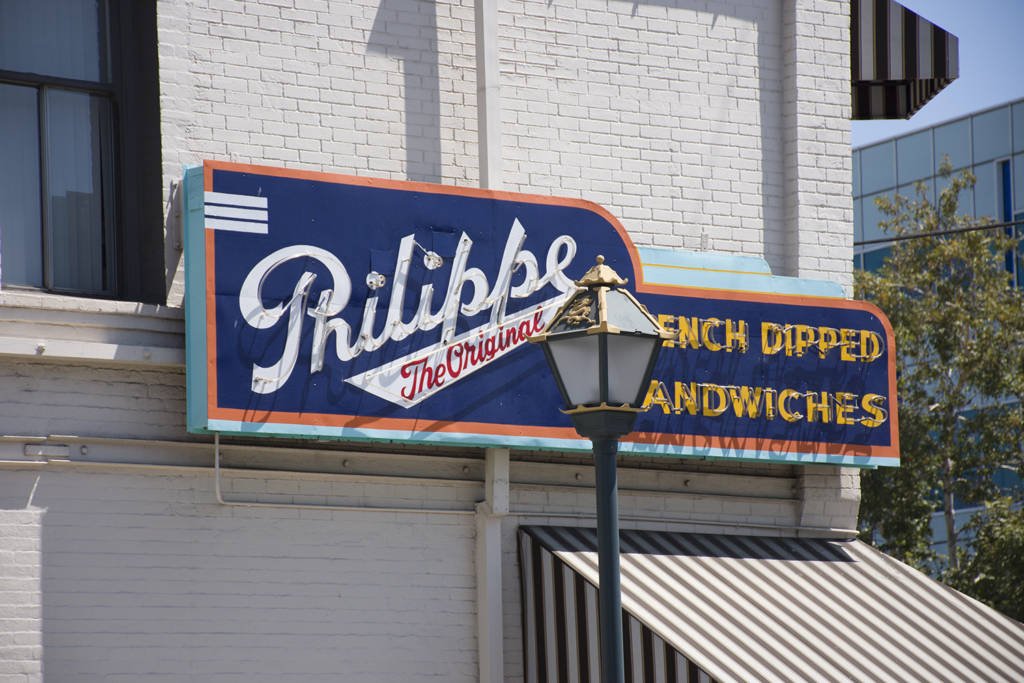 Philippe
The Original
ENCH DIPPED
ANDWICHES